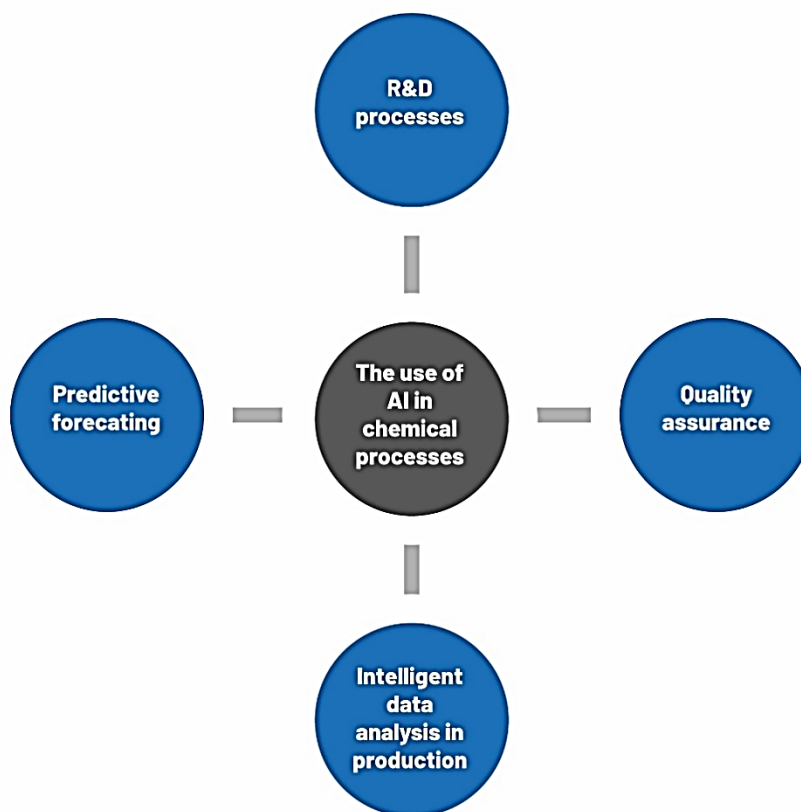 R&D
processes
Predictive
forecating
The use of
AI in
chemical
processes
Quality
assurance
Intelligent
data
analysis in
production